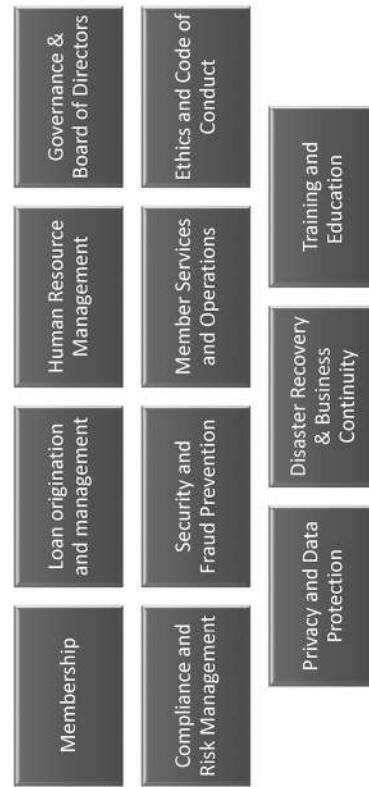 Membership
Loan origination
and management
Human Resource
Management
Governance &
Board of Directors
Compliance and
Risk Management
Security and
Fraud Prevention
Member Services
and Operations
Ethics and Code of
Conduct
Privacy and Data
Protection
Disaster Recovery
& Business
Continuity
Training and
Education